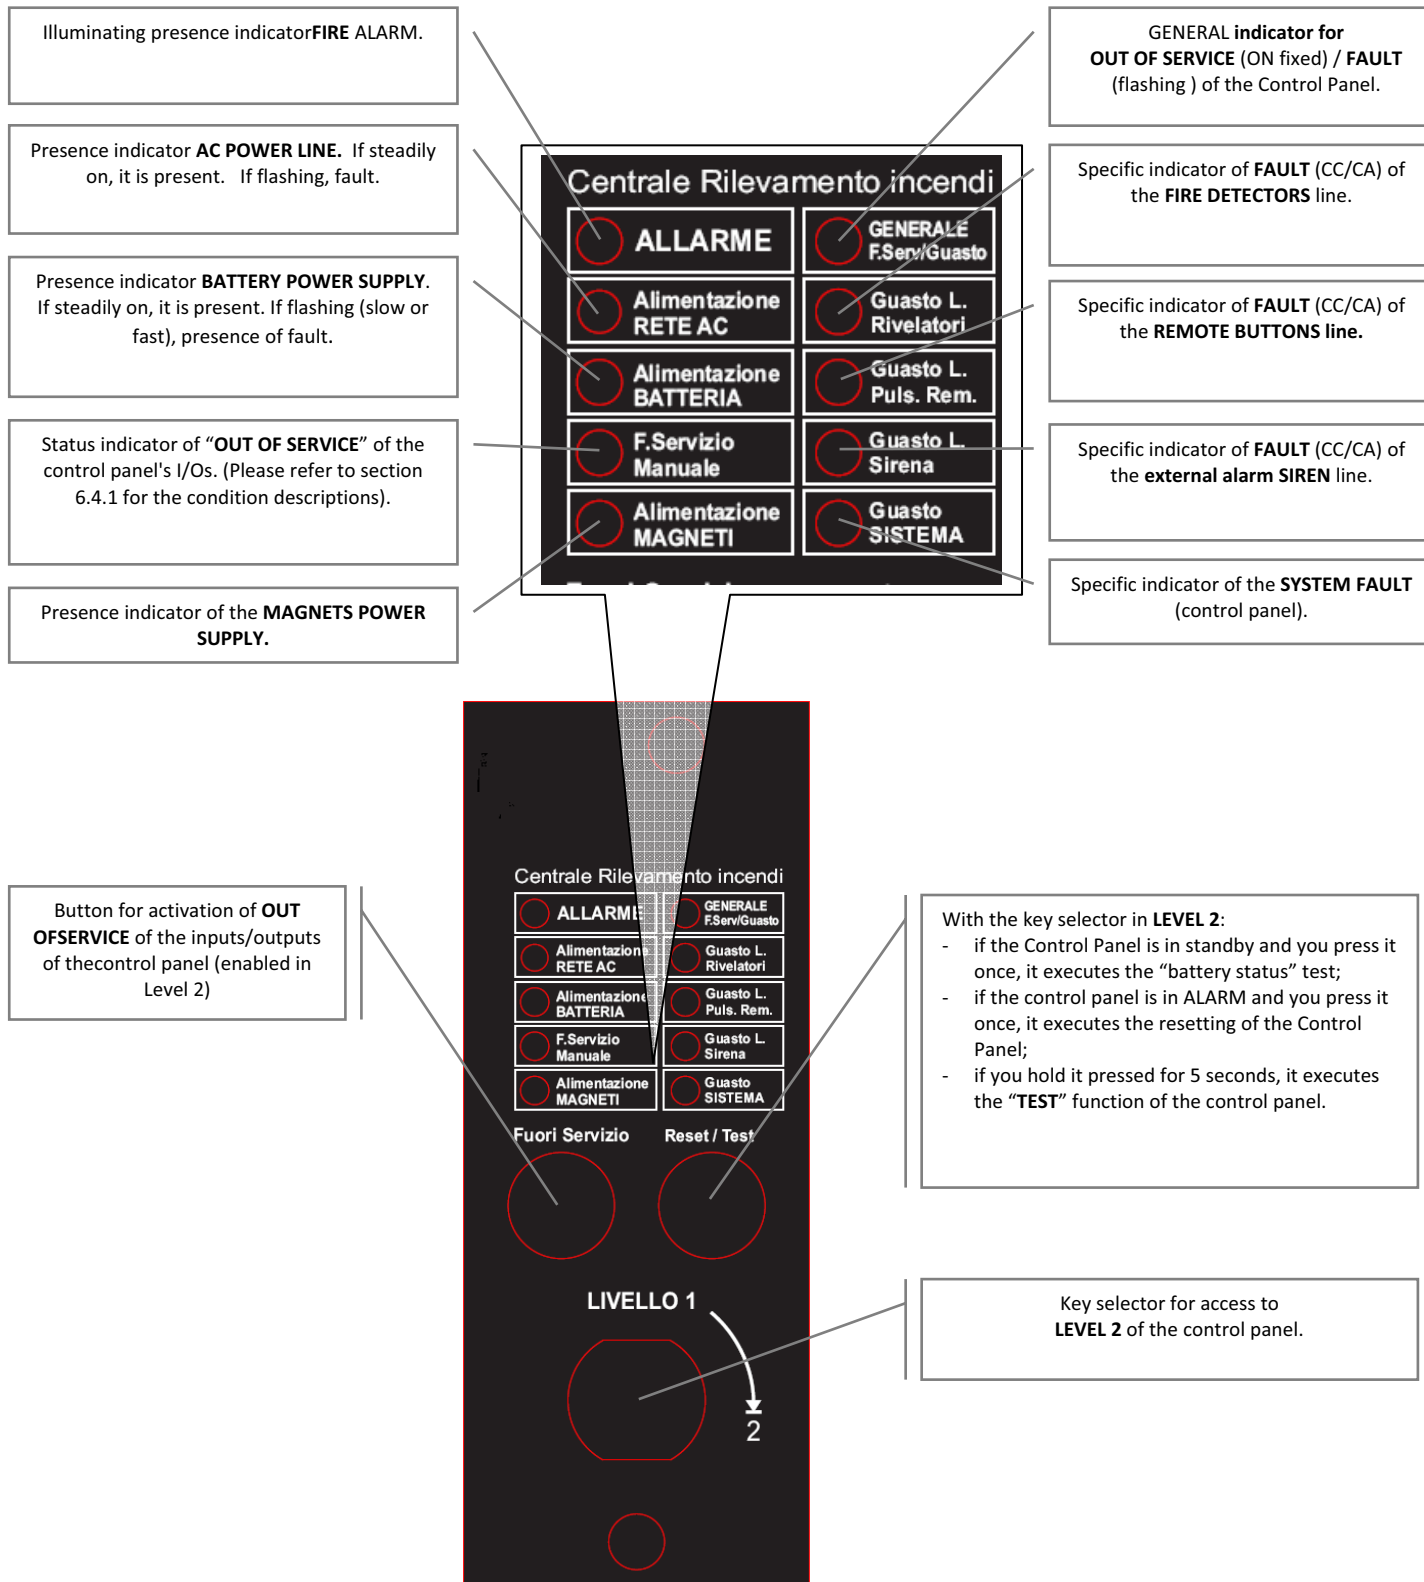 Illuminating presence indicatorFIRE ALARM.
Presence indicator AC POWER LINE. If steadily
on, it is present. If flashing, fault.
Presence indicator BATTERY POWER SUPPLY.
If steadily on, it is present. If flashing (slow or
fast), presence of fault.
Status indicator of “OUT OF SERVICE” of the
control panel's I/Os. (Please refer to section
6.4.1 for the condition descriptions).
Presence indicator of the MAGNETS POWER
SUPPLY.
Centrale Rilevamento incendi
ALLARME
GENERALE
F.Serv/Guasto
Alimentazione
RETE AC
Guasto L.
Rivelatori
Alimentazione
BATTERIA
Guasto L.
Puls. Rem.
F.Servizio
Manuale
Guasto L.
Sirena
Alimentazione
MAGNETI
Guasto
SISTEMA
GENERAL indicator for
OUT OF SERVICE (ON fixed) / FAULT
(flashing ) of the Control Panel.
Specific indicator of FAULT (CC/CA) of
the FIRE DETECTORS line.
Specific indicator of FAULT (CC/CA) of
the REMOTE BUTTONS line.
Specific indicator of FAULT (CC/CA) of
the external alarm SIREN line.
Specific indicator of the SYSTEM FAULT
(control panel).
Button for activation of OUT
OFSERVICE of the inputs/outputs
of thecontrol panel (enabled in
Level 2)
Centrale Rilevamento incendi
ALLARME
GENERALE
F.Serv/Guasto
Alimentazione
RETE AC
Guasto L.
Rivelatori
Alimentazione
BATTERIA
Guasto L.
Puls. Rem.
F.Servizio
Manuale
Guasto L.
Sirena
Alimentazione
MAGNETI
Guasto
SISTEMA
Fuori Servizio
Reset / Test
LIVELLO 1
2
With the key selector in LEVEL 2:
- if the Control Panel is in standby and you press it
once, it executes the “battery status” test;
- if the control panel is in ALARM and you press it
once, it executes the resetting of the Control
Panel;
- if you hold it pressed for 5 seconds, it executes
the “TEST” function of the control panel.
Key selector for access to
LEVEL 2 of the control panel.